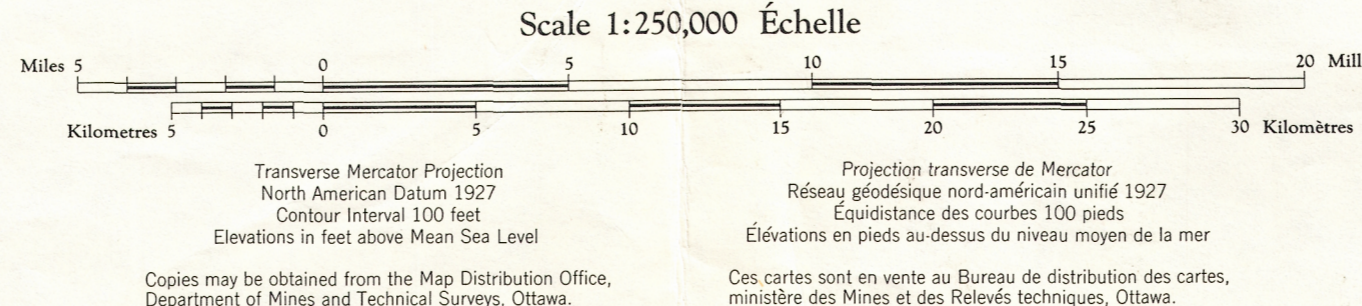 Scale 1:250,000 Échelle
Miles 5 0 5 10 15 20 Mill
Kilometres 5 0 5 10 15 20 25 30 Kilomètres
Transverse Mercator Projection
North American Datum 1927
Contour Interval 100 feet
Elevations in feet above Mean Sea Level
Copies may be obtained from the Map Distribution Office,
Department of Mines and Technical Surveys, Ottawa.
Projection transverse de Mercator
Réseau géodésique nord-américain unifié 1927
Équidistance des courbes 100 pieds
Élévations en pieds au-dessus du niveau moyen de la mer
Ces cartes sont en vente au Bureau de distribution des cartes,
ministère des Mines et des Relevés techniques, Ottawa.